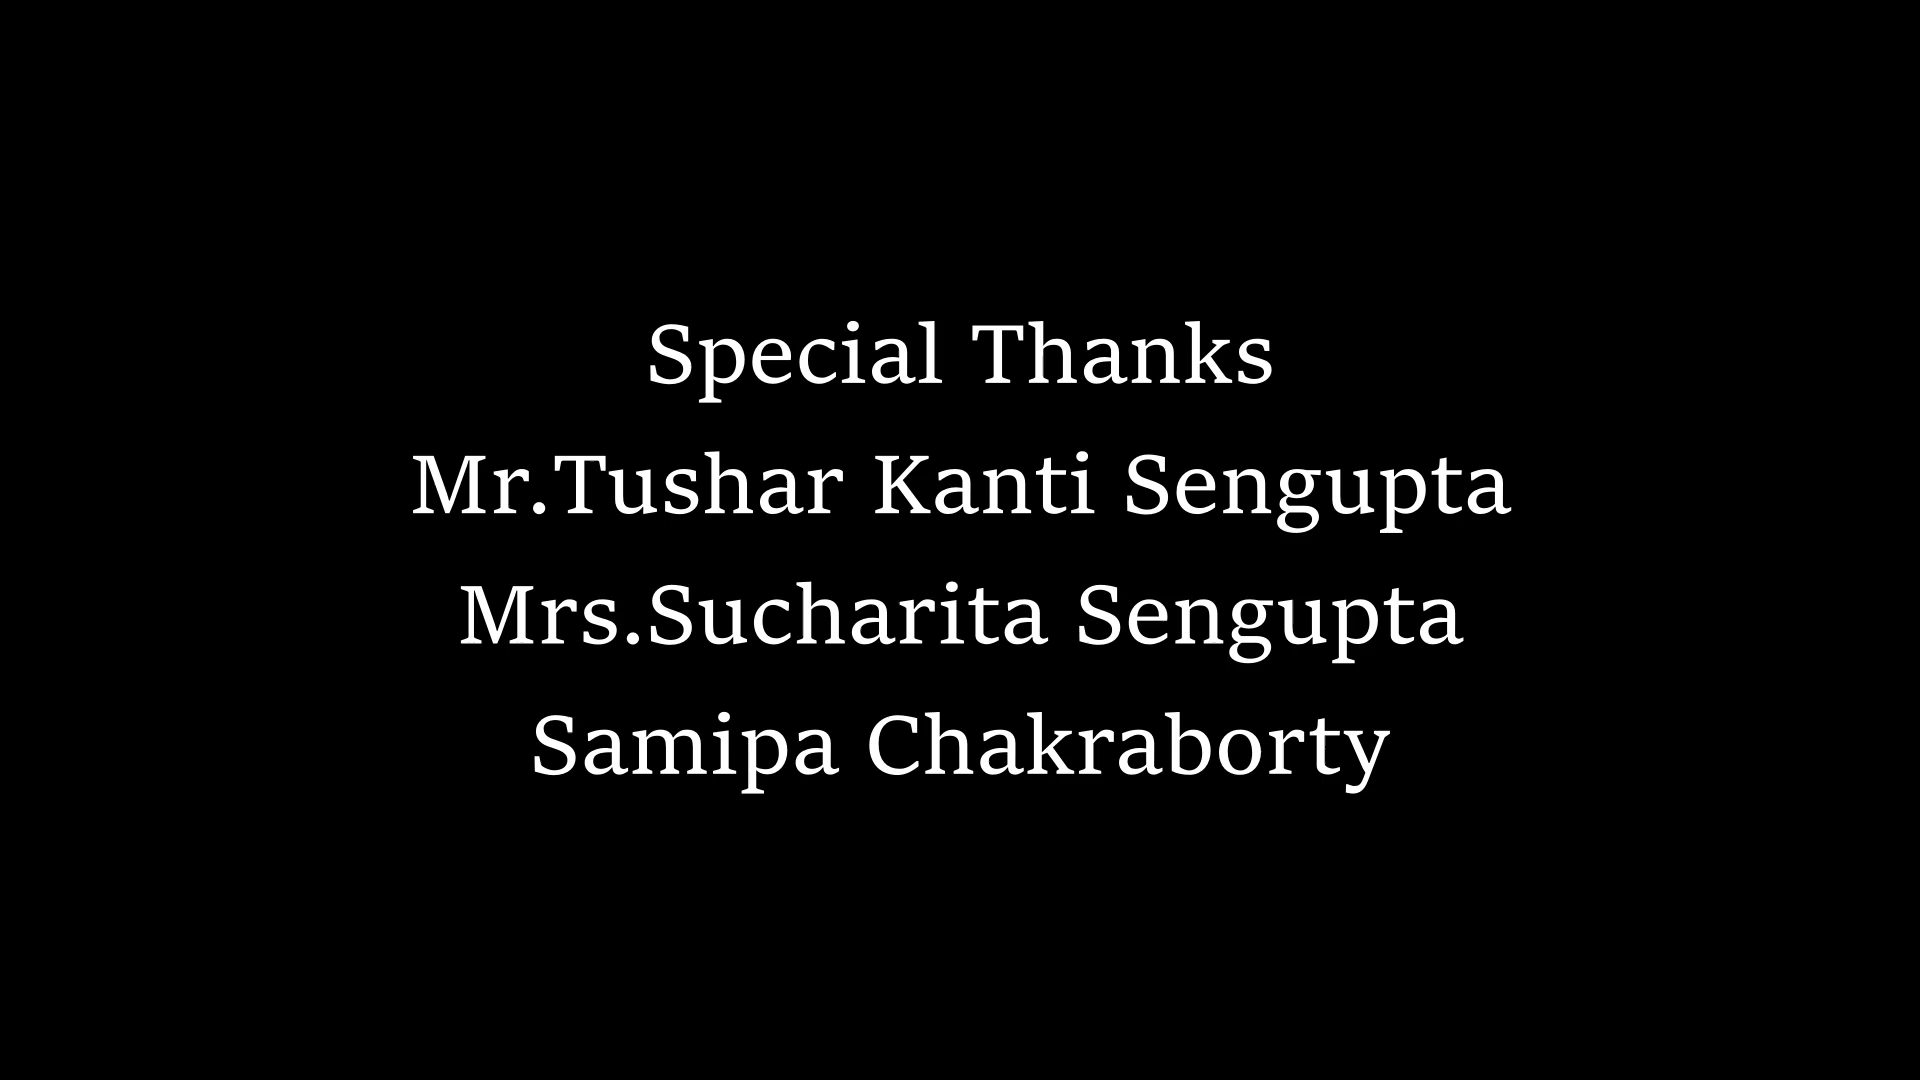 Special Thanks
Mr.Tushar Kanti Sengupta
Mrs.Sucharita Sengupta
Samipa Chakraborty